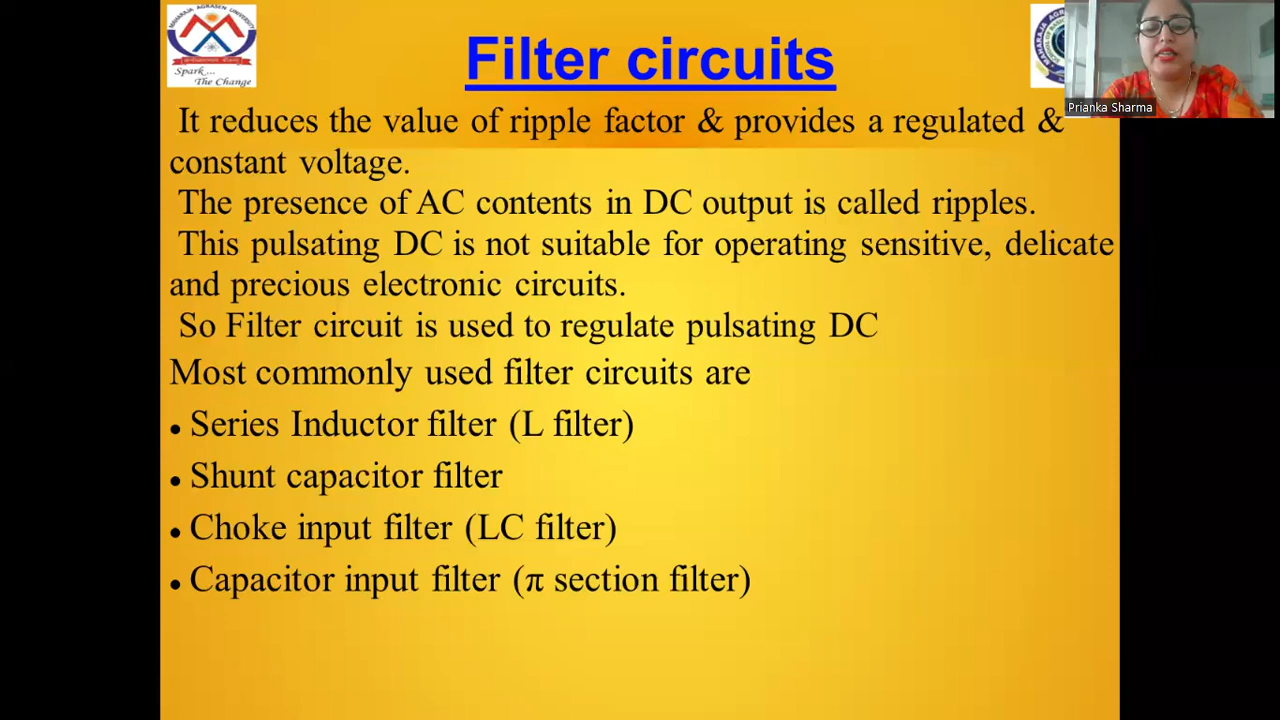 MAHARAJA AGRASEN UNIVERSITY
Spark...
The Change
Filter circuits
Prianka Sharma
It reduces the value of ripple factor & provides a regulated &
constant voltage.
The presence of AC contents in DC output is called ripples.
This pulsating DC is not suitable for operating sensitive, delicate
and precious electronic circuits.
So Filter circuit is used to regulate pulsating DC
Most commonly used filter circuits are
• Series Inductor filter (L filter)
• Shunt capacitor filter
• Choke input filter (LC filter)
• Capacitor input filter (π section filter)